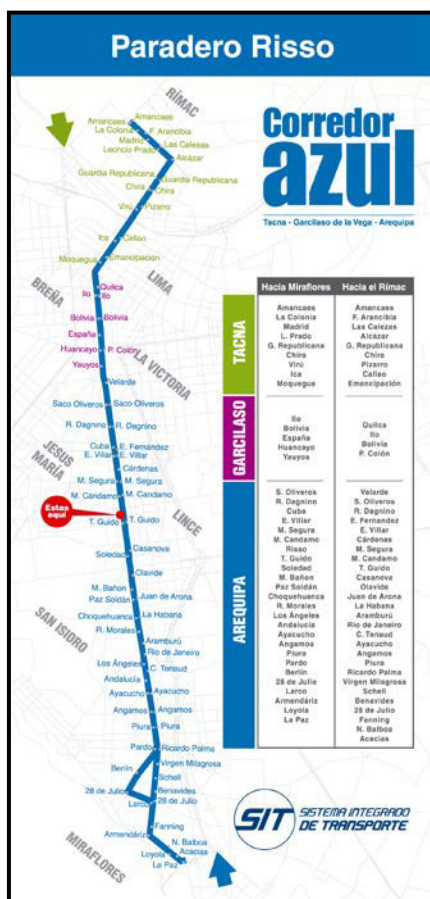 Paradero Risso
Corredor
azul
Tacna - Garcilaso de la Vega - Arequipa
RÍMAC
Amancaes
Amancaes
La Colonia
F. Arancibia
Madrid
Las Calesas
Leoncio Prado
Alcázar
Guardia Republicana
Guardia Republicana
Chira
Chira
Virú
Pizarro
Ica
Callao
Moquegua
Emancipación
LIMA
BREÑA
Quilca
Ilo
Ilo
Bolivia
Bolivia
España
Huancayo
P. Colón
Yauyos
LA VICTORIA
Velarde
Saco Oliveros
Saco Oliveros
R. Dagnino
R. Dagnino
JESUS
MARÍA
Cuba
E. Fernández
E. Villar
E. Villar
Cárdenas
M. Segura
M. Segura
M. Candamo
M. Candamo
Estas
aquí
T. Guido
T. Guido
LINCE
Casanova
Soledad
Olavide
M. Bañon
Paz Soldán
Juan de Arona
Choquehuanca
La Habana
SAN ISIDRO
R. Morales
Aramburú
Rio de Janeiro
Los Ángeles
C. Tenaud
Andalucía
Ayacucho
Ayacucho
Angamos
Angamos
Piura
Piura
Pardo
Ricardo Palma
Virgen Milagrosa
Berlín
Schell
28 de Julio
Benavides
28 de Julio
Larco
Fanning
Armendáriz
N. Balboa
Acacias
Loyola
La Paz
MIRAFLORES
Hacia Miraflores
Hacia el Rímac
TACNA
Amancaes
Amancaes
La Colonia
F. Arancibia
Madrid
Las Calezas
L. Prado
Alcázar
G. Republicana
G. Republicana
Chira
Chira
Virú
Pizarro
Ica
Callao
Moquegua
Emancipación
GARCILASO
Ilo
Bolivia
España
Huancayo
Yauyos
Quilca
Ilo
Bolivia
P. Colón
AREQUIPA
S. Oliveros
Velarde
R. Dagnino
S. Oliveros
Cuba
R. Dagnino
E. Villar
E. Fernandez
M. Segura
E. Villar
M. Candamo
Cárdenas
Risso
M. Segura
T. Guido
M. Candamo
Soledad
T. Guido
M. Bañon
Casanova
Paz Soldan
Olavide
Choquehuanca
Juan de Arona
R. Morales
La Habana
Los Ángeles
Aramburú
Andalucía
Rio de Janeiro
Ayacucho
C. Tenaud
Angamos
Ayacucho
Piura
Angamos
Pardo
Piura
Berlín
Ricardo Palma
28 de Julio
Virgen Milagrosa
Larco
Schell
Armendáriz
Benavides
Loyola
28 de Julio
La Paz
Fanning
N. Balboa
Acacias
SIT
SISTEMA INTEGRADO
DE TRANSPORTE